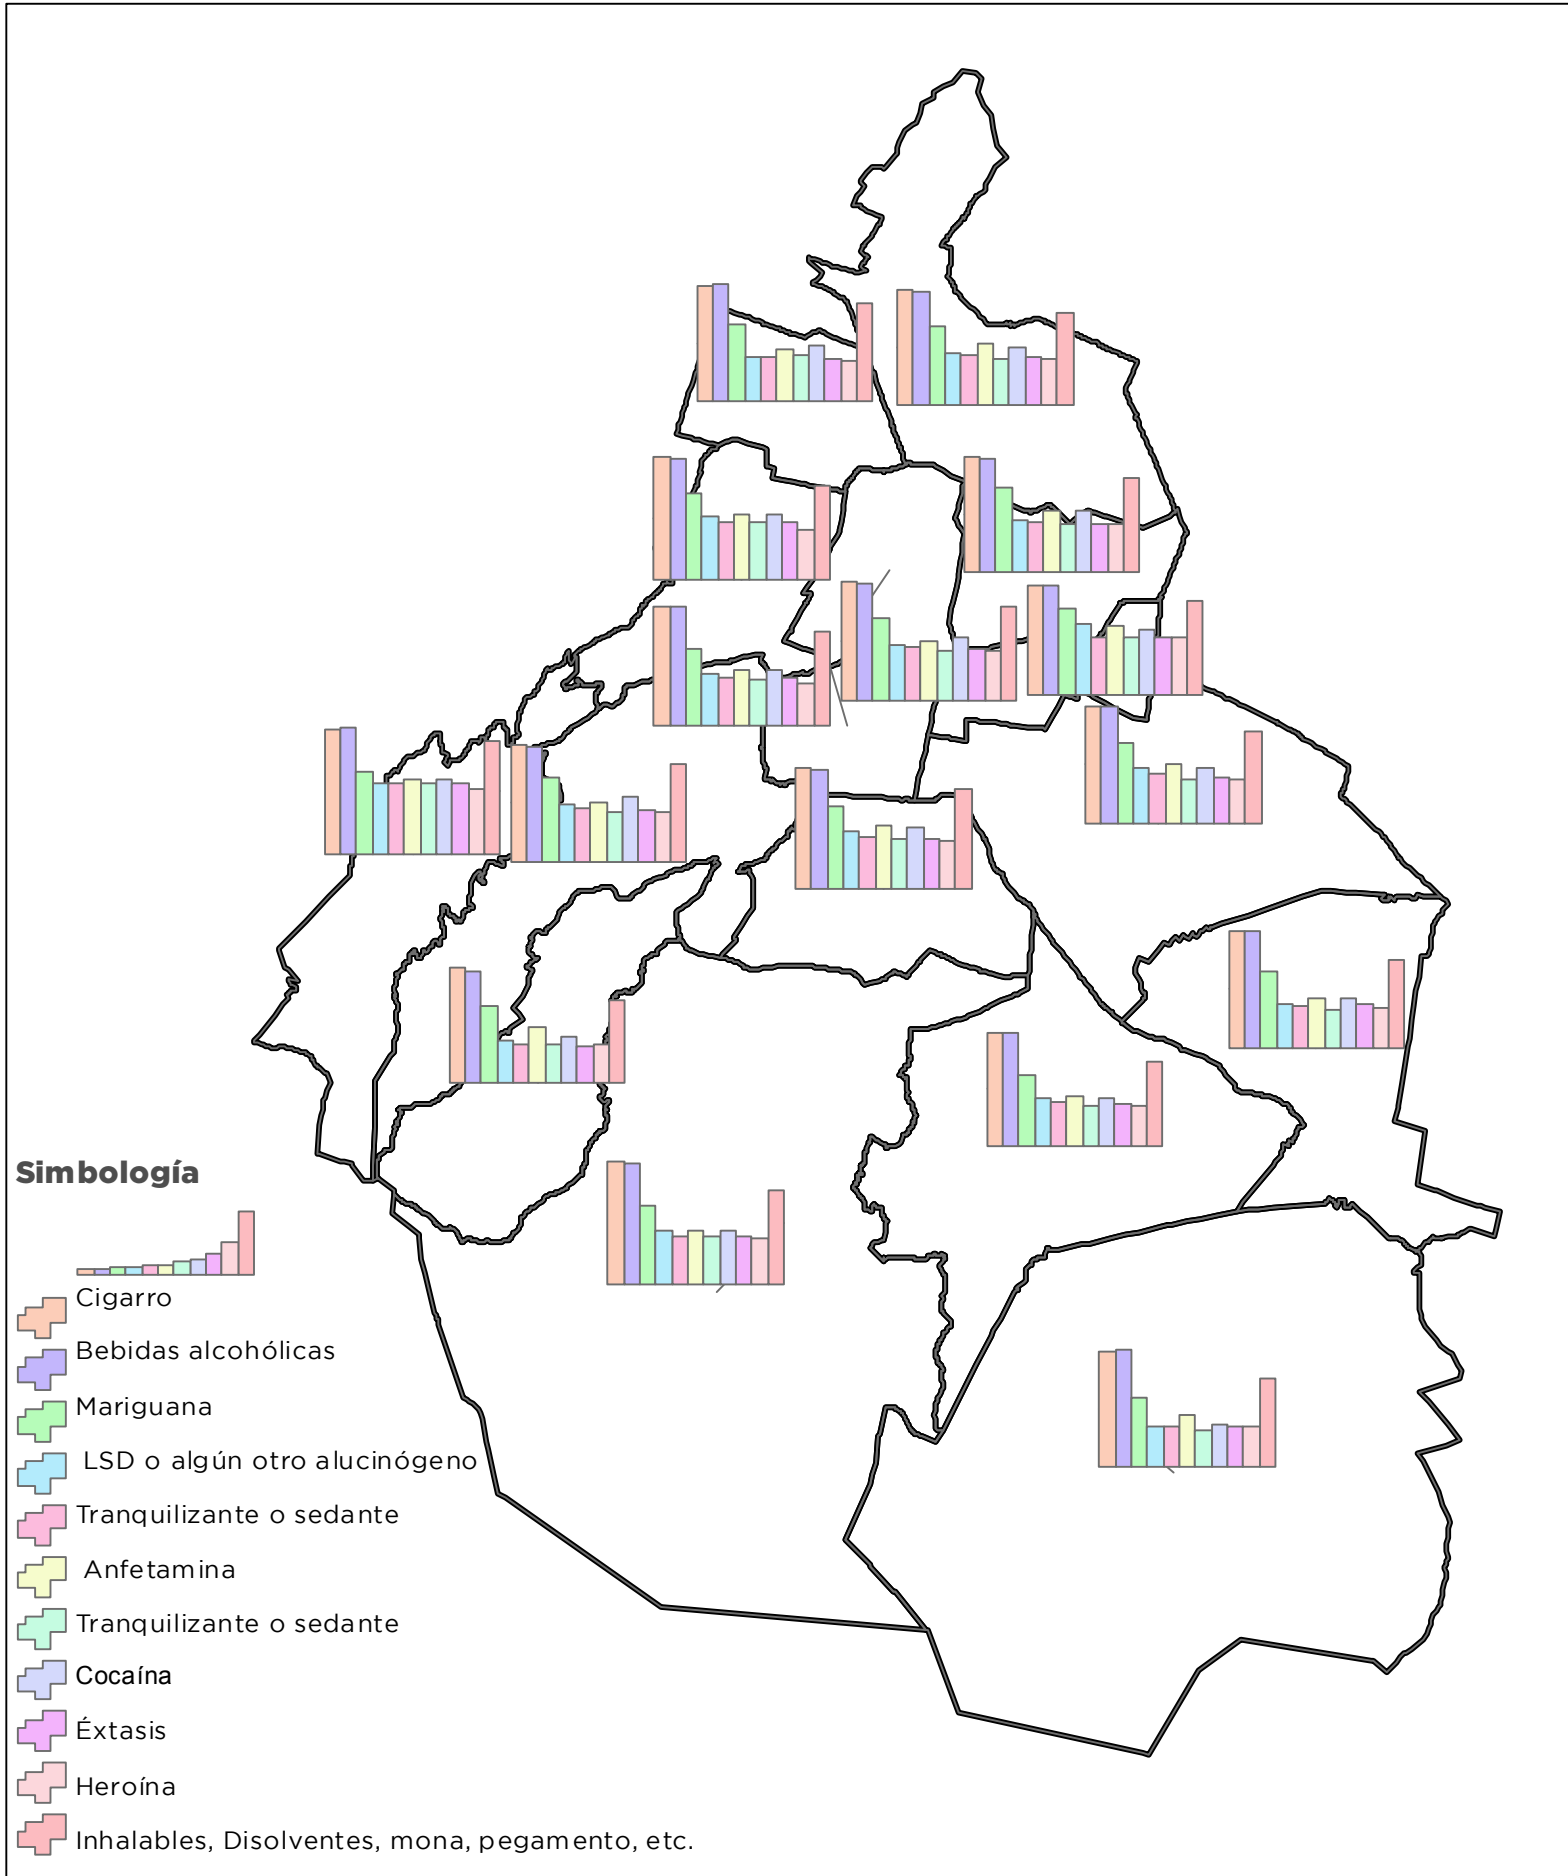 Simbología
Cigarro
Bebidas alcohólicas
Mariguana
LSD o algún otro alucinógeno
Tranquilizante o sedante
Anfetamina
Tranquilizante o sedante
Cocaína
Éxtasis
Heroína
Inhalables, Disolventes, mona, pegamento, etc.